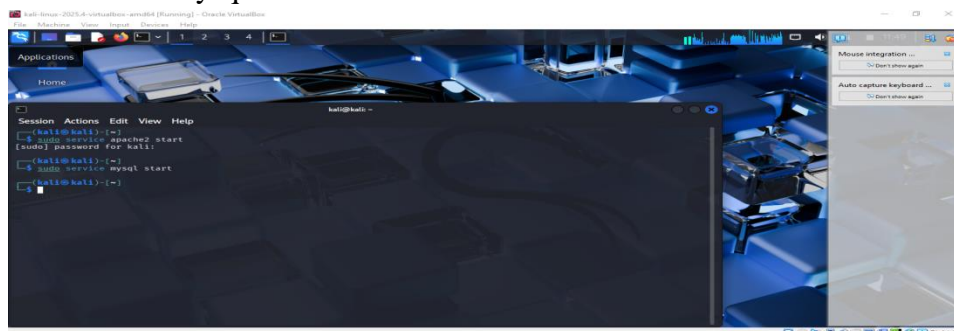 kali-linux-2025.4-virtualbox-amd64 [Running] - Oracle VirtualBox
File Machine View Input Devices Help
1 2 3 4
Applications
Home
Mouse integration ...
Don't show again
Auto capture keyboard ...
Don't show again
kali@kali: ~
Session Actions Edit View Help
(kali㉿kali)-[~]
$ sudo service apache2 start
[sudo] password for kali:
(kali㉿kali)-[~]
$ sudo service mysql start
(kali㉿kali)-[~]
$